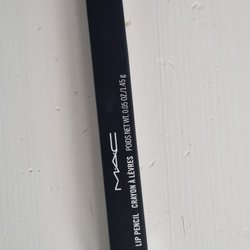 MAC
LIP PENCIL CRAYON À LÈVRES POIDS NET WT. 0.05 OZ/1.45 g